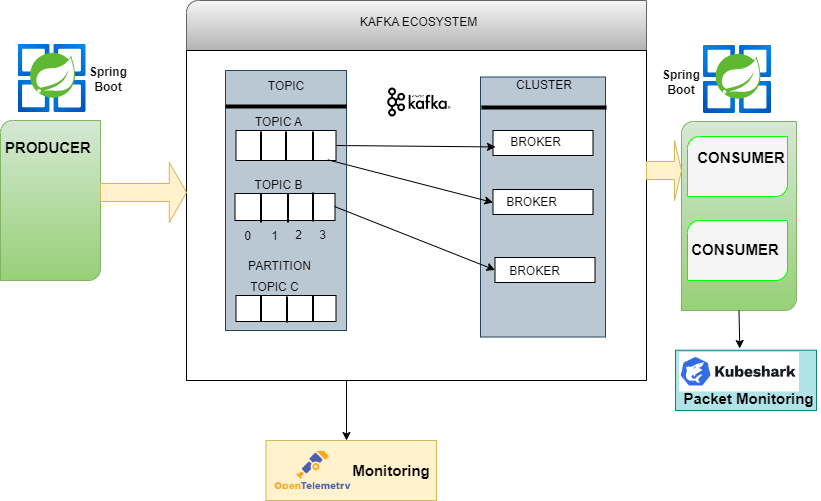 KAFKA ECOSYSTEM
Spring
Boot
PRODUCER
TOPIC
TOPIC A
TOPIC B
0 1 2 3
PARTITION
TOPIC C
kafka
CLUSTER
BROKER
BROKER
BROKER
Spring
Boot
CONSUMER
CONSUMER
Kubeshark
Packet Monitoring
OpenTelemetry
Monitoring